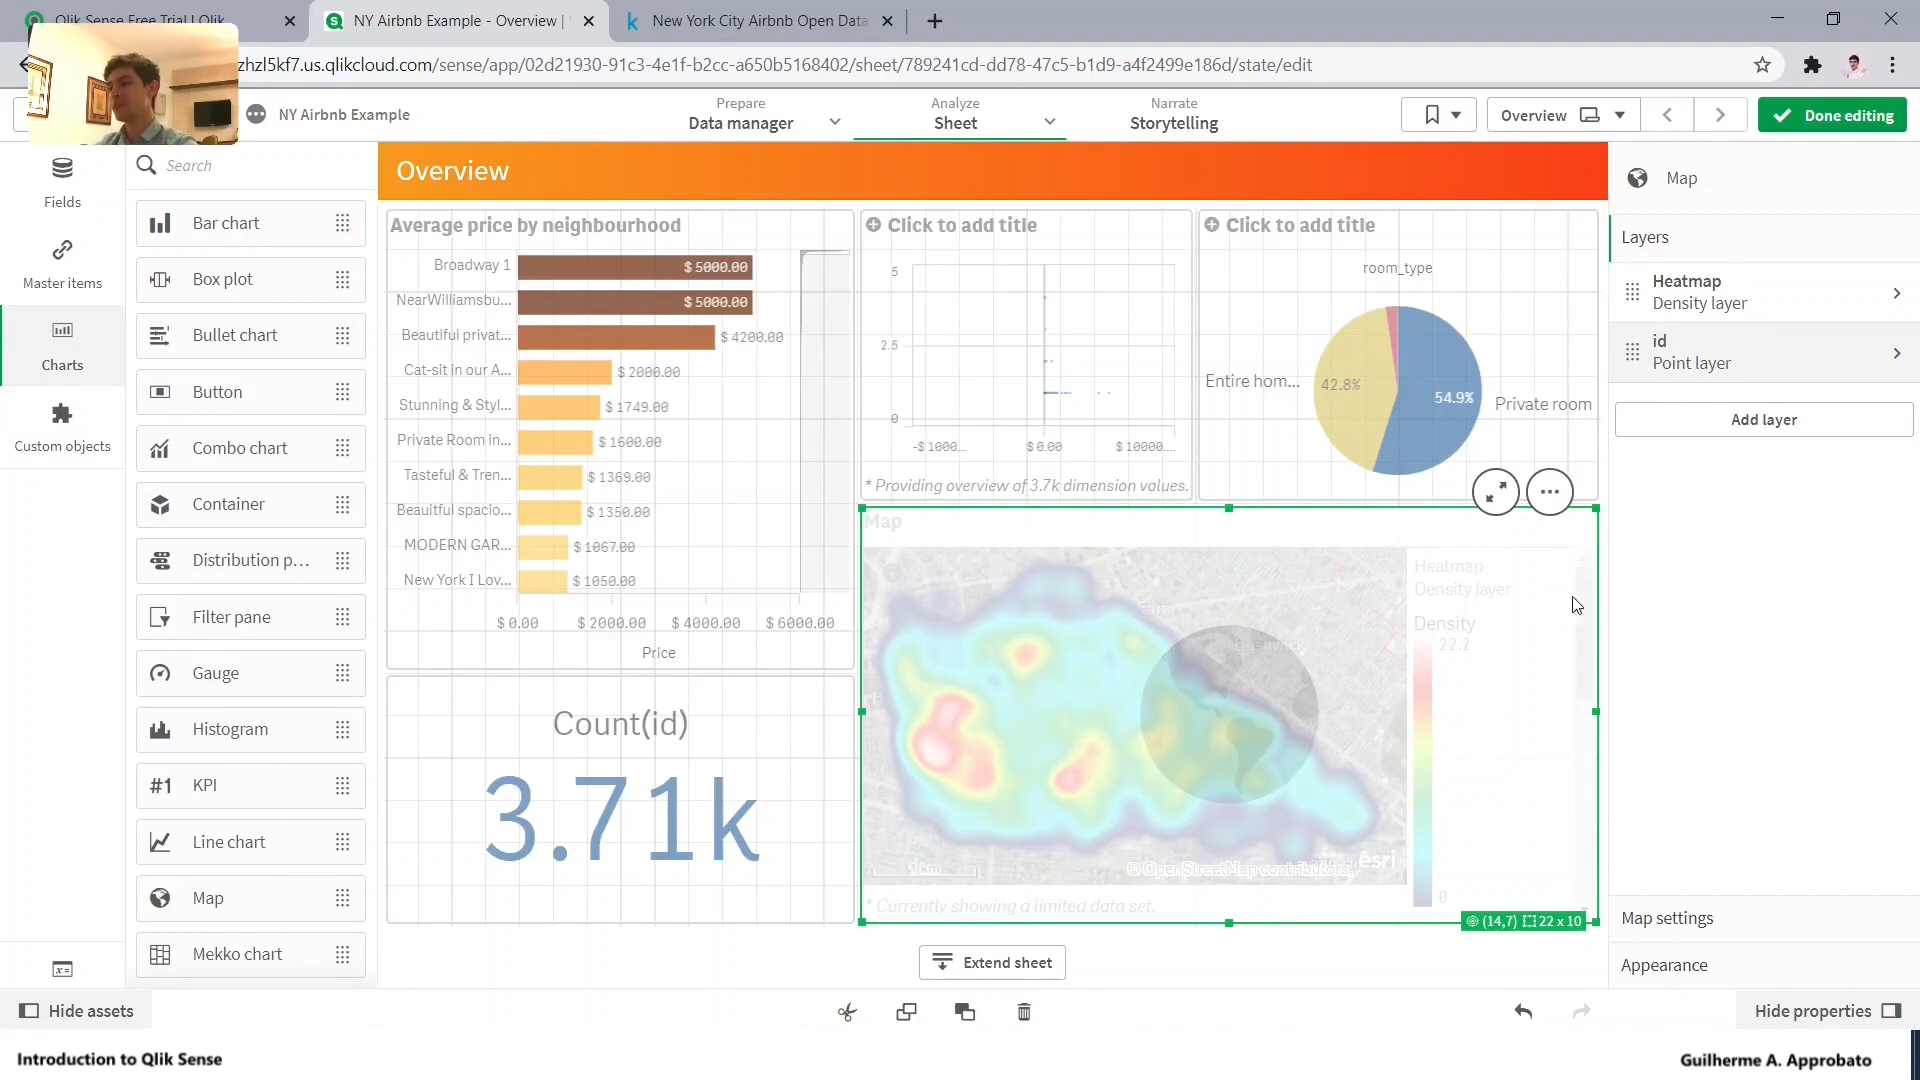 Qlik Sense Free Trial | Qlik
NY Airbnb Example - Overview |
New York City Airbnb Open Data
zhzl5kf7.us.qlikcloud.com/sense/app/02d21930-91c3-4e1f-b2cc-a650b5168402/sheet/789241cd-dd78-47c5-b1d9-a4f2499e186d/state/edit
NY Airbnb Example
Prepare
Data manager
Analyze
Sheet
Narrate
Storytelling
Overview
Done editing
Fields
Master items
Charts
Custom objects
Search
Bar chart
Box plot
Bullet chart
Button
Combo chart
Container
Distribution p...
Filter pane
Gauge
Histogram
#1 KPI
Line chart
Map
Mekko chart
Overview
Average price by neighbourhood
Broadway 1 $ 5000.00
NearWilliamsbu... $ 5000.00
Beautiful privat... $ 4200.00
Cat-sit in our A... $ 2000.00
Stunning & Styl... $ 1749.00
Private Room in... $ 1600.00
Tasteful & Tren... $ 1369.00
Beauitful spacio... $ 1350.00
MODERN GAR... $ 1067.00
New York I Lov... $ 1050.00
$ 0.00 $ 2000.00 $ 4000.00 $ 6000.00
Price
Count(id)
3.71k
Click to add title
5
2.5
0
-$ 1000... $ 0.00 $ 10000....
* Providing overview of 3.7k dimension values.
Click to add title
room_type
Entire hom... 42.8%
54.9% Private room
Map
Heatmap
Density layer
Density
22.2
0
1 km
© OpenStreetMap contributors,
esri
* Currently showing a limited data set.
(14,7) 22 x 10
Extend sheet
Map
Layers
Heatmap
Density layer
id
Point layer
Add layer
Map settings
Appearance
Hide assets
Hide properties
Introduction to Qlik Sense
Guilherme A. Approbato